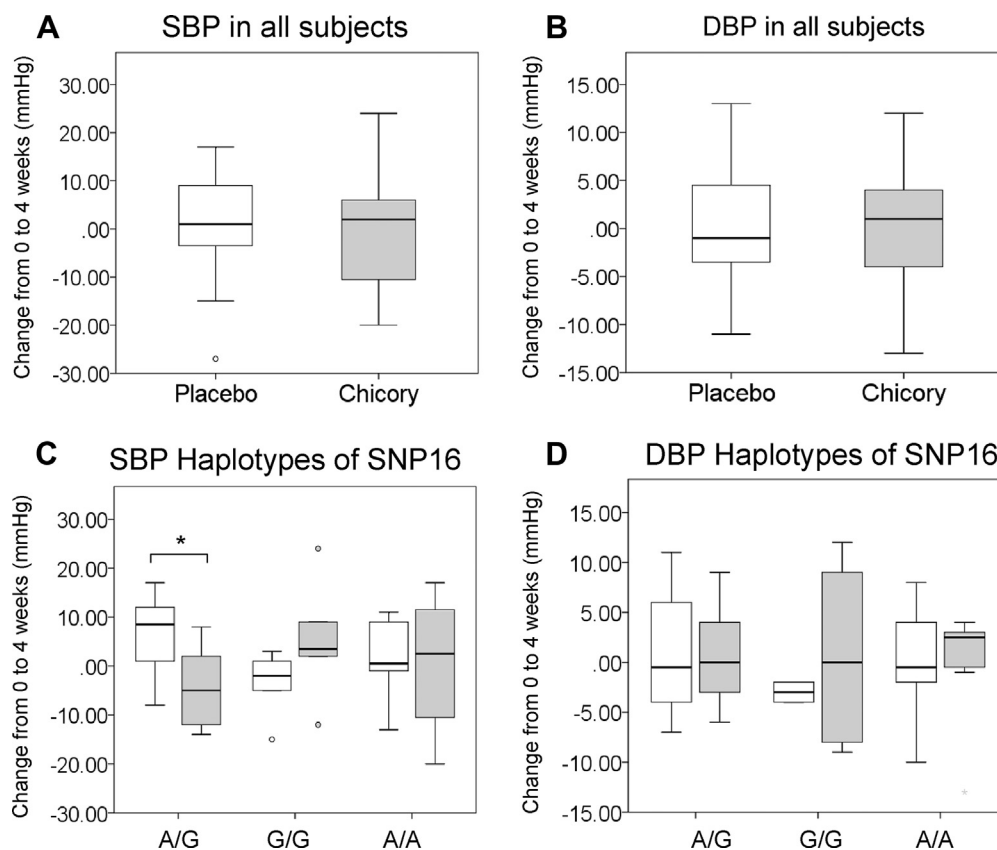 A SBP in all subjects
Change from 0 to 4 weeks (mmHg)
30.00
20.00
10.00
.00
-10.00
-20.00
-30.00
Placebo Chicory
B DBP in all subjects
Change from 0 to 4 weeks (mmHg)
15.00
10.00
5.00
.00
-5.00
-10.00
-15.00
Placebo Chicory
C SBP Haplotypes of SNP16
Change from 0 to 4 weeks (mmHg)
30.00
20.00
10.00
.00
-10.00
-20.00
-30.00
*
A/G G/G A/A
D DBP Haplotypes of SNP16
Change from 0 to 4 weeks (mmHg)
15.00
10.00
5.00
.00
-5.00
-10.00
-15.00
*
A/G G/G A/A